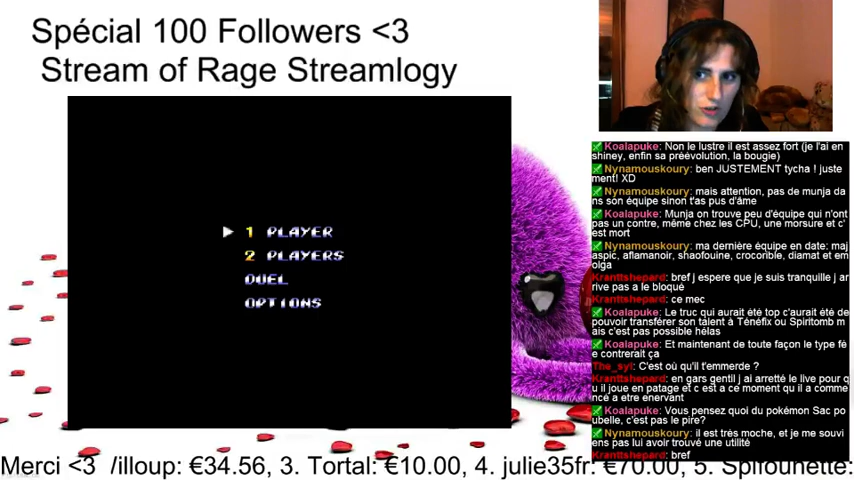 Spécial 100 Followers <3
Stream of Rage Streamlogy
1 PLAYER
2 PLAYERS
DUEL
OPTIONS
Koalapuke: Non le lustre il est assez fort (je l'ai en
shiney, enfin sa préévolution, la bougie)
Nynamouskoury: ben JUSTEMENT tycha ! juste
ment! XD
Nynamouskoury: mais attention, pas de munja da
ns son équipe sinon t'as pus d'âme
Koalapuke: Munja on trouve peu d'équipe qui n'ont
pas un contre, même chez les CPU, une morsure et c'
est mort
Nynamouskoury: ma dernière équipe en date: maj
aspic, aflamanoir, shaofouine, crocorible, diamat et em
olga
Kranttshepard: bref j espere que je suis tranquille j ar
rive pas a le bloqué
Kranttshepard: ce mec
Koalapuke: Le truc qui aurait été top c'aurait été de
pouvoir transférer son talent à Ténéfix ou Spiritomb m
ais c'est pas possible hélas
Koalapuke: Et maintenant de toute façon le type fé
e contrerait ça
The_syl: C'est où qu'il t'emmerde ?
Kranttshepard: en gars gentil j ai arretté le live pour q
u il joue en patage et c est a ce moment qu il a comme
ncé a etre enervant
Koalapuke: Vous pensez quoi du pokémon Sac po
ubelle, c'est pas le pire?
Nynamouskoury: il est très moche, et je me souvi
ens pas lui avoir trouvé une utilité
Kranttshepard: bref
Merci <3 /illoup: €34.56, 3. Tortal: €10.00, 4. julie35fr: €70.00, 5. Spifounette: